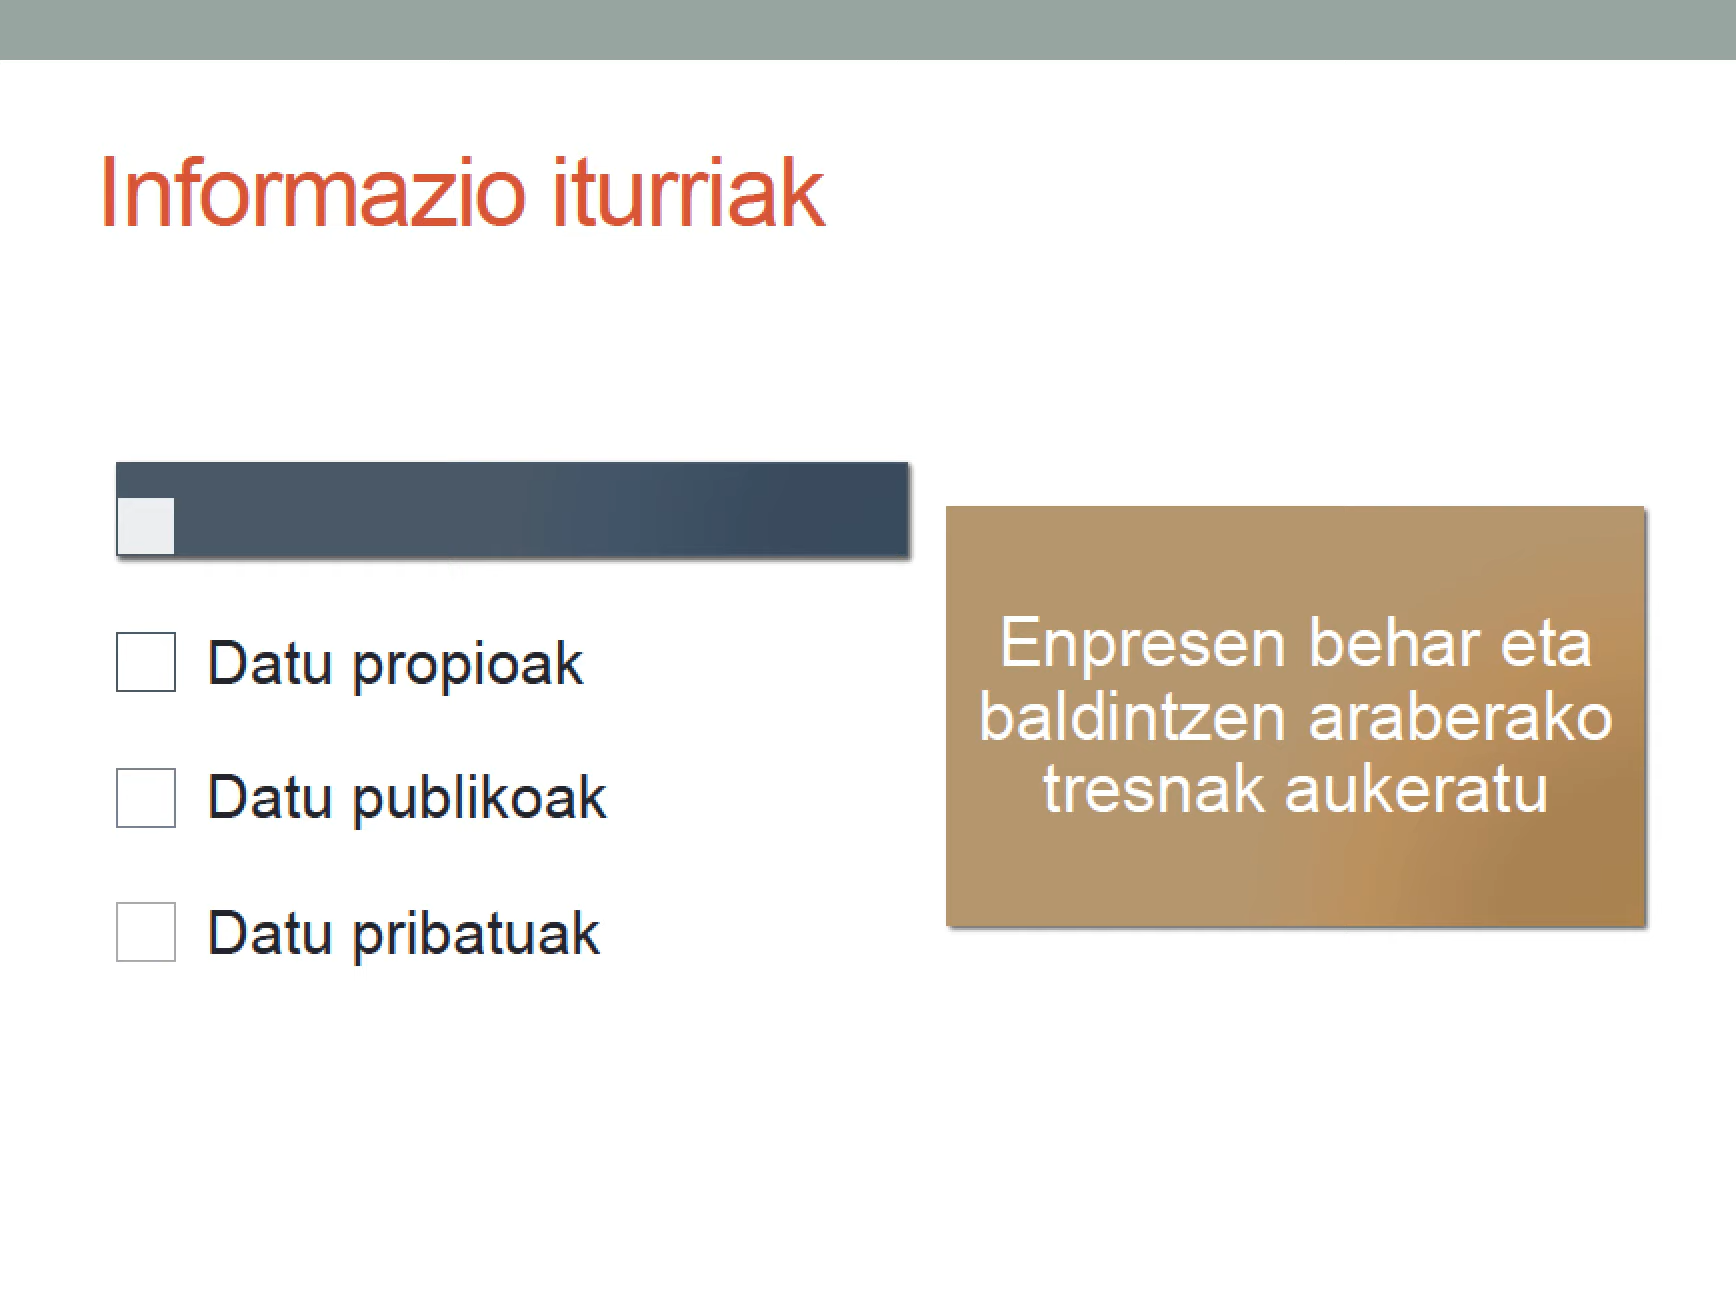 Informazio iturriak
Datu propioak
Datu publikoak
Datu pribatuak
Enpresen behar eta
baldintzen araberako
tresnak aukeratu